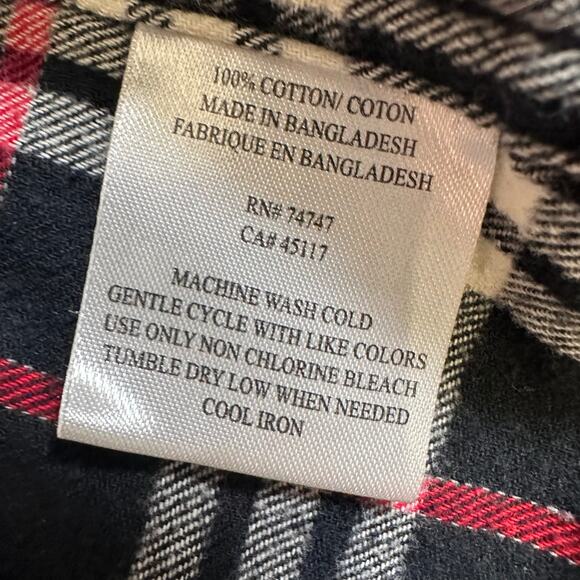 100% COTTON/ COTON
MADE IN BANGLADESH
FABRIQUE EN BANGLADESH
RN# 74747
CA# 45117
MACHINE WASH COLD
GENTLE CYCLE WITH LIKE COLORS
USE ONLY NON CHLORINE BLEACH
TUMBLE DRY LOW WHEN NEEDED
COOL IRON